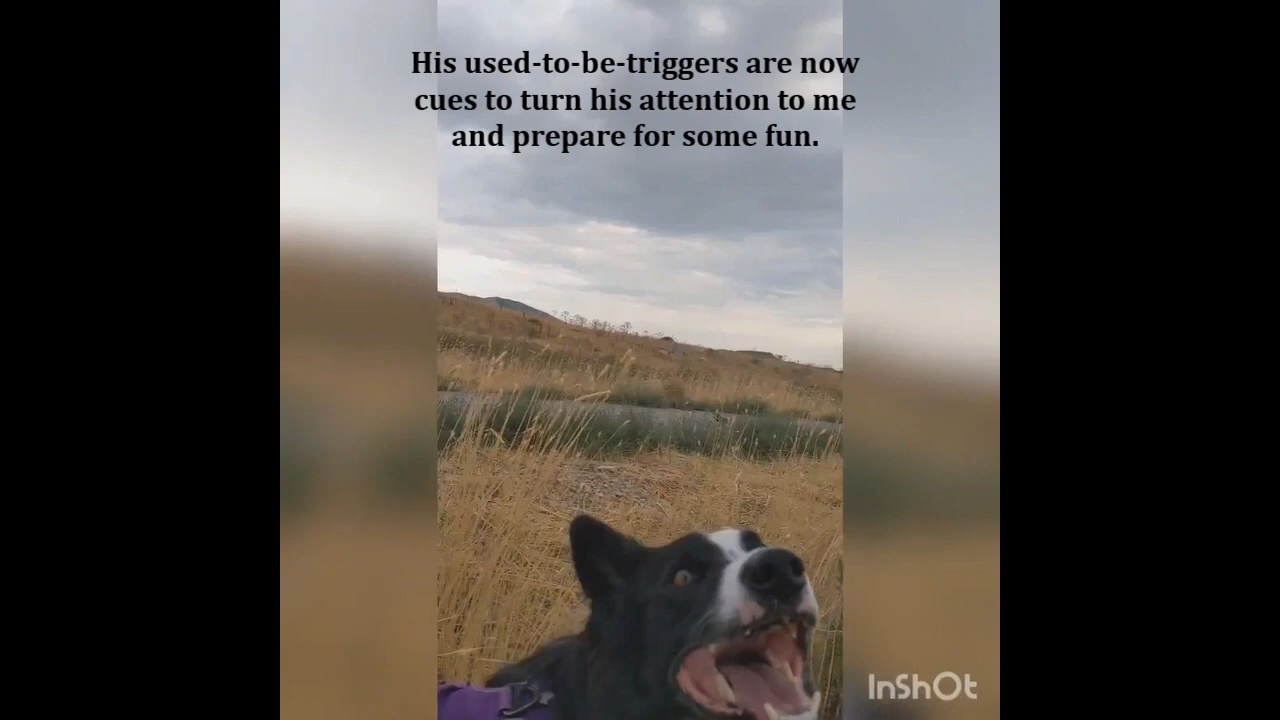 His used-to-be-triggers are now
cues to turn his attention to me
and prepare for some fun.
InShOt